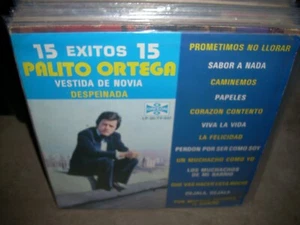 15 EXITOS 15
PALITO ORTEGA
VESTIDA DE NOVIA
DESPEINADA
PROMETIMOS NO LLORAR
SABOR A NADA
CAMINEMOS
PAPELES
CORAZON CONTENTO
VIVA LA VIDA
LA FELICIDAD
PERDON POR SER COMO SOY
UN MUCHACHO COMO YO
LOS MUCHACHOS
DE MI BARRIO